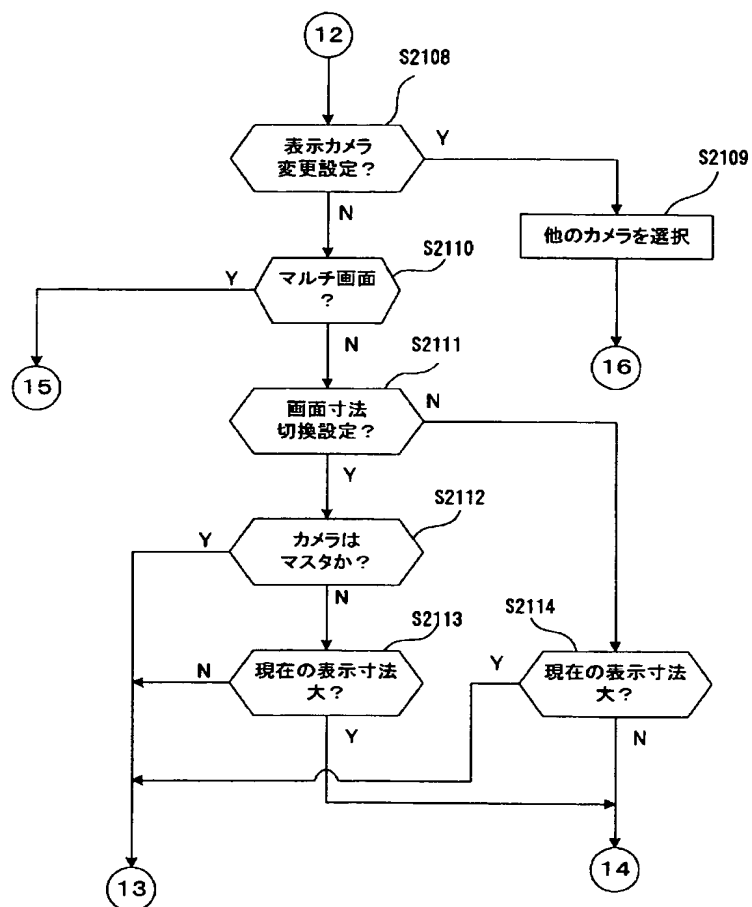 12
S2108
表示カメラ
変更設定?
Y
N
S2109
他のカメラを選択
16
S2110
マルチ画面
?
Y
N
15
S2111
画面寸法
切換設定?
N
Y
S2112
カメラは
マスタか?
Y
N
S2113
現在の表示寸法
大?
N
Y
S2114
現在の表示寸法
大?
Y
N
13
14